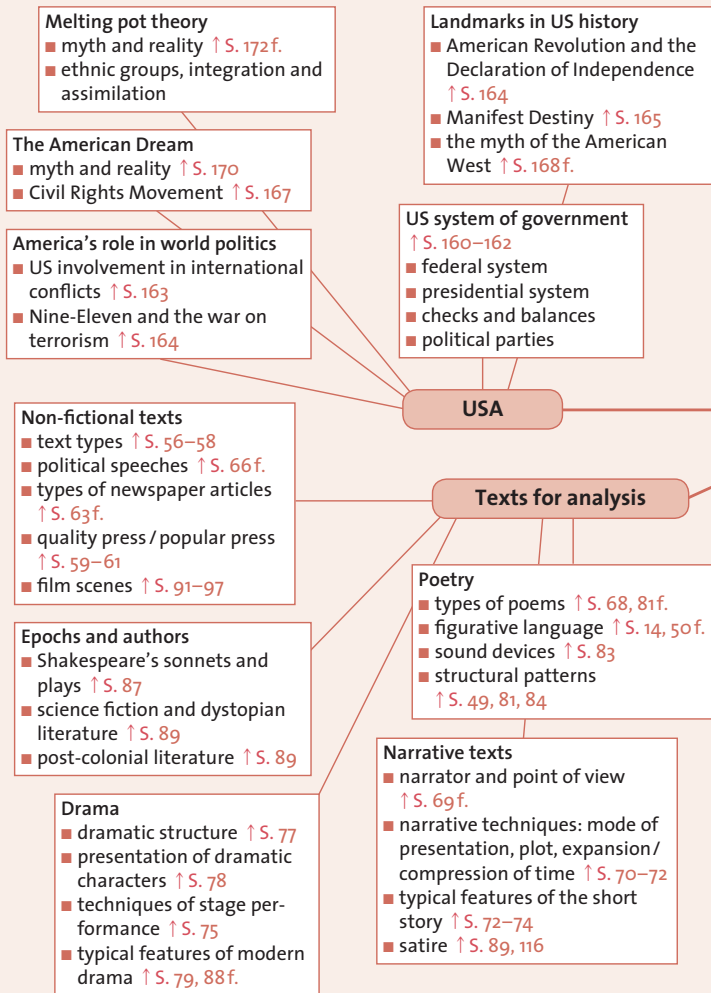 Melting pot theory
■ myth and reality ↑ S. 172 f.
■ ethnic groups, integration and
assimilation
The American Dream
■ myth and reality ↑ S. 170
■ Civil Rights Movement ↑ S. 167
America's role in world politics
■ US involvement in international
conflicts ↑ S. 163
■ Nine-Eleven and the war on
terrorism ↑ S. 164
Landmarks in US history
■ American Revolution and the
Declaration of Independence
↑ S. 164
■ Manifest Destiny ↑ S. 165
■ the myth of the American
West ↑ S. 168 f.
US system of government
↑ S. 160–162
■ federal system
■ presidential system
■ checks and balances
■ political parties
USA
Non-fictional texts
■ text types ↑ S. 56–58
■ political speeches ↑ S. 66 f.
■ types of newspaper articles
↑ S. 63 f.
■ quality press / popular press
↑ S. 59–61
■ film scenes ↑ S. 91–97
Texts for analysis
Epochs and authors
■ Shakespeare's sonnets and
plays ↑ S. 87
■ science fiction and dystopian
literature ↑ S. 89
■ post-colonial literature ↑ S. 89
Poetry
■ types of poems ↑ S. 68, 81 f.
■ figurative language ↑ S. 14, 50 f.
■ sound devices ↑ S. 83
■ structural patterns
↑ S. 49, 81, 84
Drama
■ dramatic structure ↑ S. 77
■ presentation of dramatic
characters ↑ S. 78
■ techniques of stage per-
formance ↑ S. 75
■ typical features of modern
drama ↑ S. 79, 88 f.
Narrative texts
■ narrator and point of view
↑ S. 69 f.
■ narrative techniques: mode of
presentation, plot, expansion /
compression of time ↑ S. 70–72
■ typical features of the short
story ↑ S. 72–74
■ satire ↑ S. 89, 116